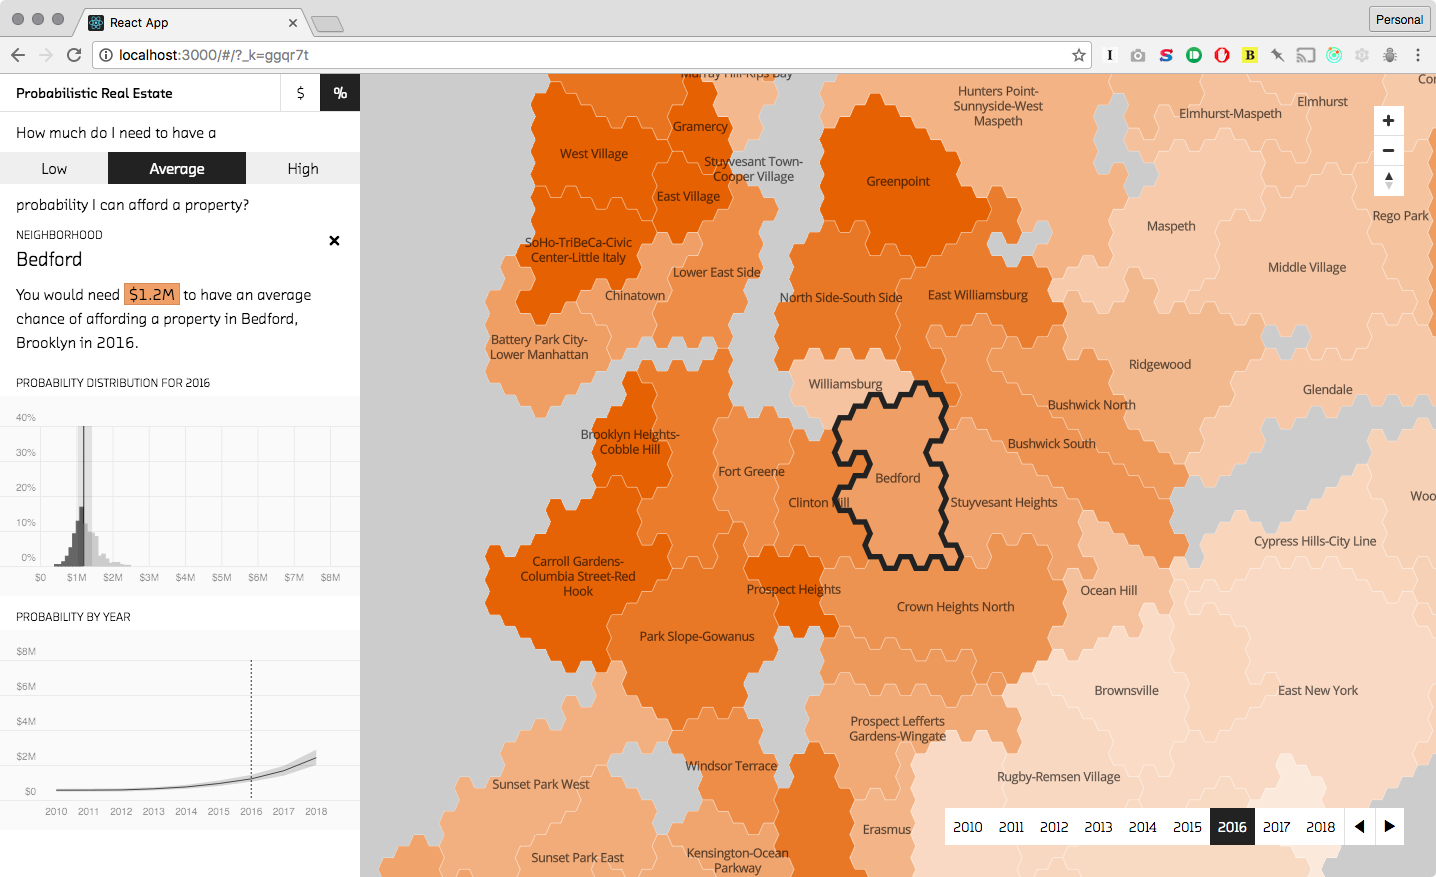 React App
Personal
localhost:3000/#/?_k=ggqr7t
Probabilistic Real Estate
$
%
How much do I need to have a
Low
Average
High
probability I can afford a property?
NEIGHBORHOOD
Bedford
You would need $1.2M to have an average
chance of affording a property in Bedford,
Brooklyn in 2016.
PROBABILITY DISTRIBUTION FOR 2016
40%
30%
20%
10%
0%
$0 $1M $2M $3M $4M $5M $6M $7M $8M
PROBABILITY BY YEAR
$8M
$6M
$4M
$2M
$0
2010 2011 2012 2013 2014 2015 2016 2017 2018
Murray Hill-Kips Bay
Gramercy
West Village
Stuyvesant Town-
Cooper Village
East Village
SoHo-TriBeCa-Civic
Center-Little Italy
Lower East Side
Chinatown
Battery Park City-
Lower Manhattan
Greenpoint
Hunters Point-
Sunnyside-West
Maspeth
Elmhurst-Maspeth
Elmhurst
Maspeth
Rego Park
Middle Village
North Side-South Side
East Williamsburg
Ridgewood
Glendale
Williamsburg
Bushwick North
Bushwick South
Brooklyn Heights-
Cobble Hill
Fort Greene
Clinton Hill
Bedford
Stuyvesant Heights
Cypress Hills-City Line
Carroll Gardens-
Columbia Street-Red
Hook
Prospect Heights
Crown Heights North
Ocean Hill
Park Slope-Gowanus
Brownsville
East New York
Prospect Lefferts
Gardens-Wingate
Windsor Terrace
Sunset Park West
Rugby-Remsen Village
Erasmus
Sunset Park East
Kensington-Ocean
Parkway
2010 2011 2012 2013 2014 2015 2016 2017 2018